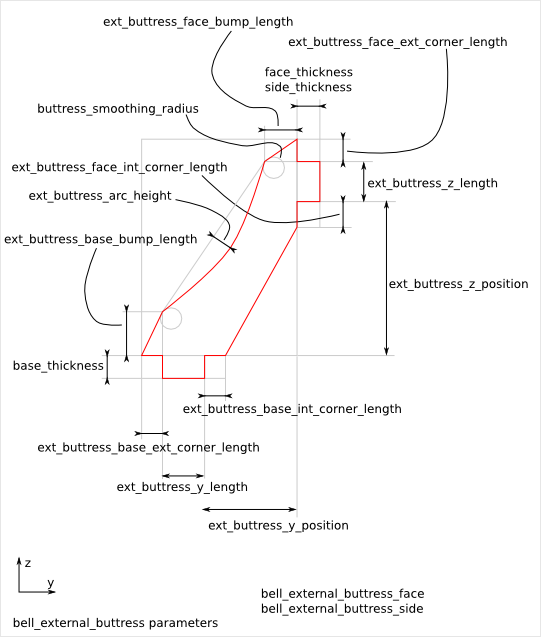 ext_buttress_face_bump_length
ext_buttress_face_ext_corner_length
face_thickness
side_thickness
buttress_smoothing_radius
ext_buttress_face_int_corner_length
ext_buttress_z_length
ext_buttress_arc_height
ext_buttress_base_bump_length
ext_buttress_z_position
base_thickness
ext_buttress_base_int_corner_length
ext_buttress_base_ext_corner_length
ext_buttress_y_length
ext_buttress_y_position
z
y
bell_external_buttress_face
bell_external_buttress_side
bell_external_buttress parameters